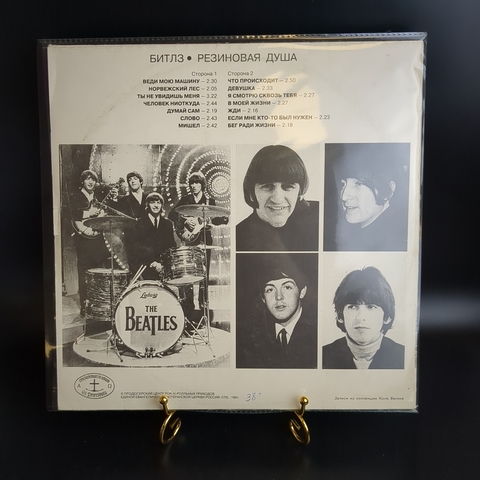 БИТЛЗ • РЕЗИНОВАЯ ДУША
Сторона 1
ВЕДИ МОЮ МАШИНУ — 2.30
НОРВЕЖСКИЙ ЛЕС — 2.05
ТЫ НЕ УВИДИШЬ МЕНЯ — 3.22
ЧЕЛОВЕК НИОТКУДА — 2.44
ДУМАЙ САМ — 2.19
СЛОВО — 2.43
МИШЕЛ — 2.42
Сторона 2
ЧТО ПРОИСХОДИТ — 2.50
ДЕВУШКА — 2.33
Я СМОТРЮ СКВОЗЬ ТЕБЯ — 2.27
В МОЕЙ ЖИЗНИ — 2.27
ЖДИ — 2.16
ЕСЛИ МНЕ КТО-ТО БЫЛ НУЖЕН — 2.23
БЕГ РАДИ ЖИЗНИ — 2.18
Ludwig
THE
BEATLES